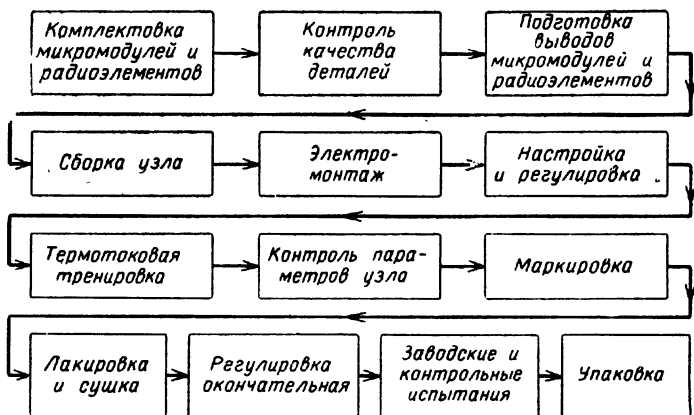 Комплектовка
микромодулей и
радиоэлементов
Контроль
качества
деталей
Подготовка
выводов
микромодулей и
радиоэлементов
Сборка узла
Электро-
монтаж
Настройка
и регулировка
Термотоковая
тренировка
Контроль пара-
метров узла
Маркировка
Лакировка
и сушка
Регулировка
окончательная
Заводские и
контрольные
испытания
Упаковка